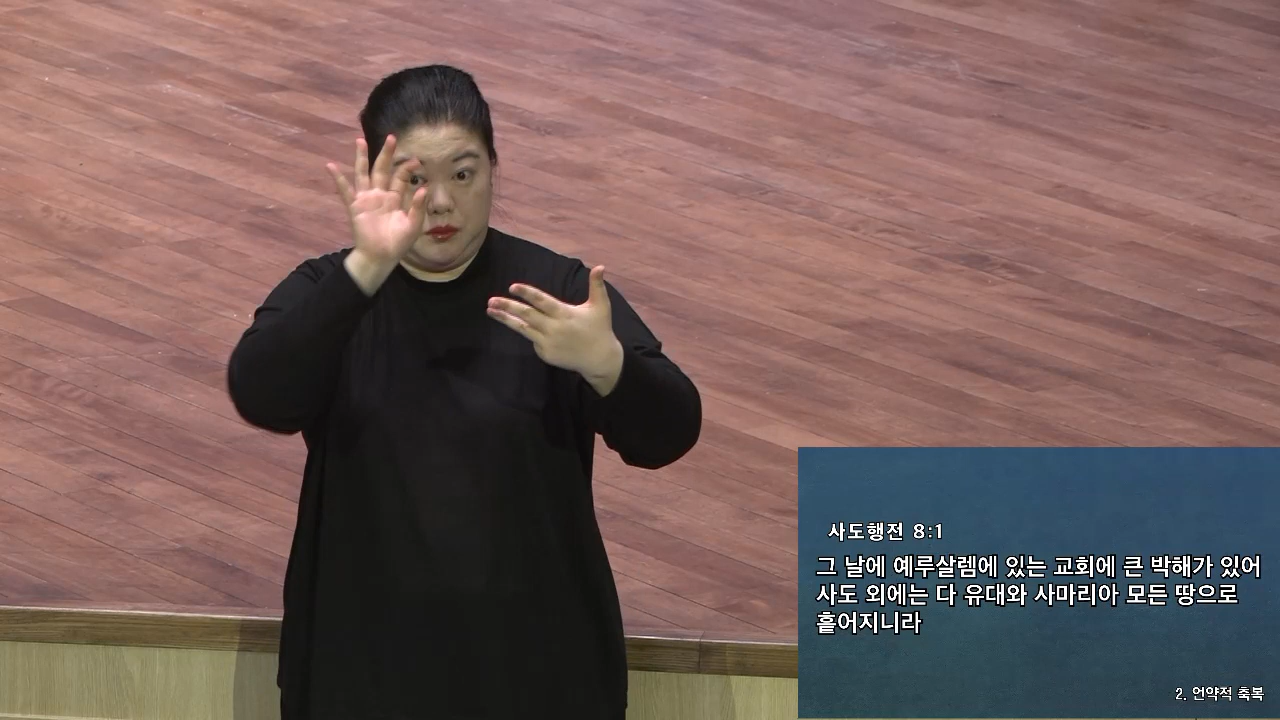 사도행전 8:1
그 날에 예루살렘에 있는 교회에 큰 박해가 있어
사도 외에는 다 유대와 사마리아 모든 땅으로
흩어지니라
2. 언약적 축복